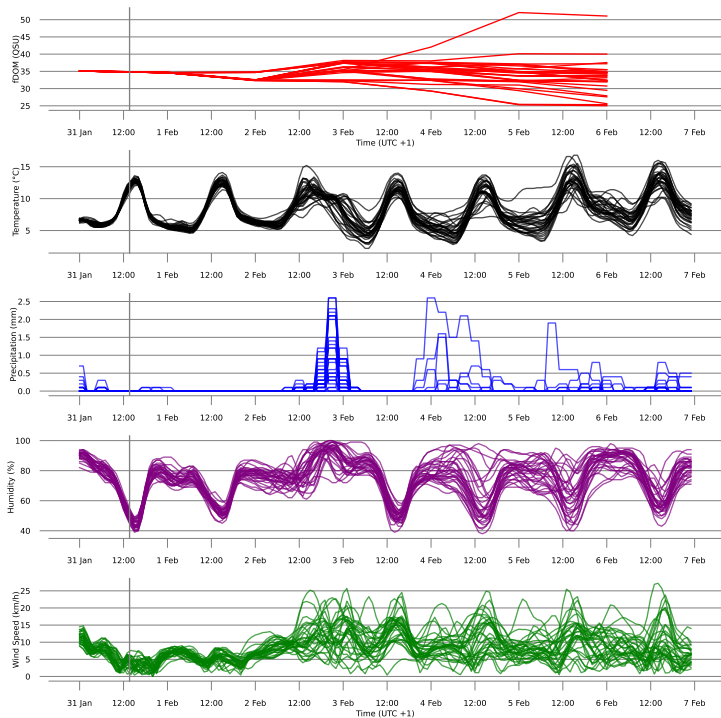 fDOM (QSU)
50
45
40
35
30
25
31 Jan 12:00 1 Feb 12:00 2 Feb 12:00 3 Feb 12:00 4 Feb 12:00 5 Feb 12:00 6 Feb 12:00 7 Feb
Time (UTC +1)
Temperature (°C)
15
10
5
31 Jan 12:00 1 Feb 12:00 2 Feb 12:00 3 Feb 12:00 4 Feb 12:00 5 Feb 12:00 6 Feb 12:00 7 Feb
Precipitation (mm)
2.5
2.0
1.5
1.0
0.5
0.0
31 Jan 12:00 1 Feb 12:00 2 Feb 12:00 3 Feb 12:00 4 Feb 12:00 5 Feb 12:00 6 Feb 12:00 7 Feb
Humidity (%)
100
80
60
40
31 Jan 12:00 1 Feb 12:00 2 Feb 12:00 3 Feb 12:00 4 Feb 12:00 5 Feb 12:00 6 Feb 12:00 7 Feb
Wind Speed (km/h)
25
20
15
10
5
0
31 Jan 12:00 1 Feb 12:00 2 Feb 12:00 3 Feb 12:00 4 Feb 12:00 5 Feb 12:00 6 Feb 12:00 7 Feb
Time (UTC +1)